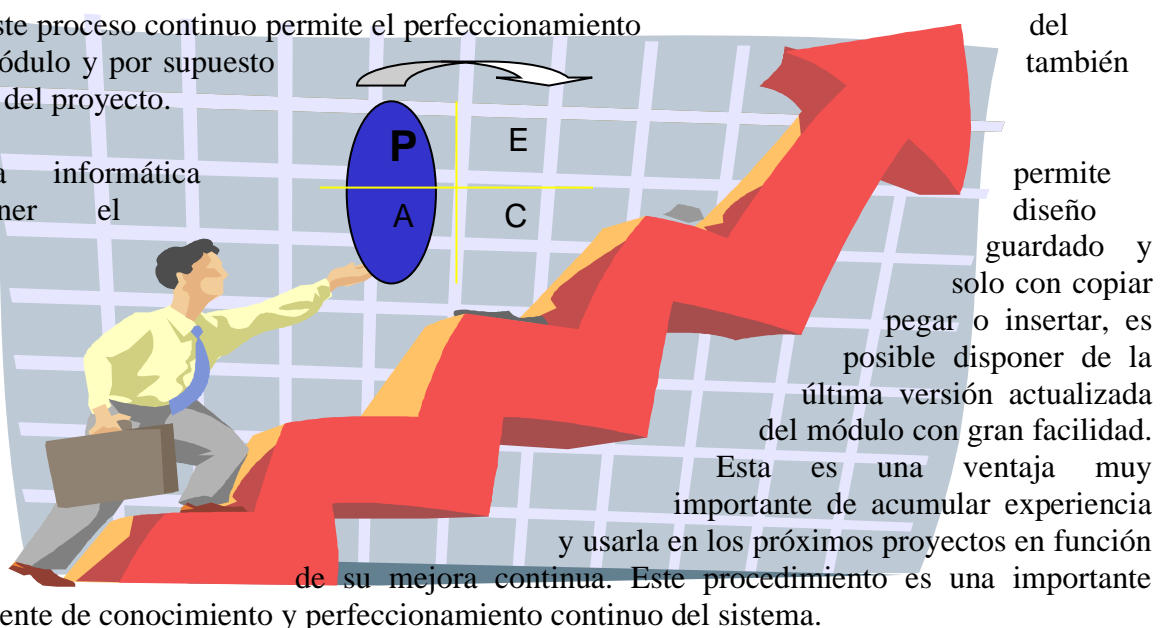 ste proceso continuo permite el perfeccionamiento del
ódulo y por supuesto también
del proyecto.
P E
a informática permite
ner el diseño
A C
guardado y
solo con copiar
pegar o insertar, es
posible disponer de la
última versión actualizada
del módulo con gran facilidad.
Esta es una ventaja muy
importante de acumular experiencia
y usarla en los próximos proyectos en función
de su mejora continua. Este procedimiento es una importante
ente de conocimiento y perfeccionamiento continuo del sistema.